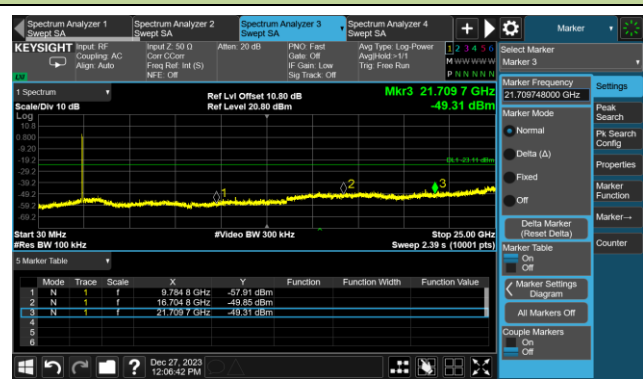 Spectrum Analyzer 1
Swept SA
Spectrum Analyzer 2
Swept SA
Spectrum Analyzer 3
Swept SA
Spectrum Analyzer 4
Swept SA
Marker
KEYSIGHT
Input: RF
Coupling: AC
Align: Auto
Input Z: 50 Ω
Corr CCorr
Freq Ref: Int (S)
NFE: Off
Atten: 20 dB
PNO: Fast
Gate: Off
IF Gain: Low
Sig Track: Off
Avg Type: Log-Power
Avg|Hold:>1/1
Trig: Free Run
1 2 3 4 5 6
M W W W W W
P N N N N N
LVI
1 Spectrum
Scale/Div 10 dB
Ref Lvl Offset 10.80 dB
Ref Level 20.80 dBm
Mkr3 21.709 7 GHz
-49.31 dBm
Log
10.8
0.800
-9.20
-19.2
-29.2
-39.2
-49.2
-59.2
-69.2
DL1 -23.11 dBm
1
2
3
Start 30 MHz
#Res BW 100 kHz
#Video BW 300 kHz
Stop 25.00 GHz
Sweep 2.39 s (10001 pts)
5 Marker Table
Mode Trace Scale X Y Function Function Width Function Value
1 N 1 f 9.784 8 GHz -57.91 dBm
2 N 1 f 16.704 8 GHz -49.85 dBm
3 N 1 f 21.709 7 GHz -49.31 dBm
4
5
6
Select Marker
Marker 3
Marker Frequency
21.709748000 GHz
Marker Mode
Normal
Delta (Δ)
Fixed
Off
Delta Marker
(Reset Delta)
Marker Table
On
Off
Marker Settings
Diagram
All Markers Off
Couple Markers
On
Off
Settings
Peak
Search
Pk Search
Config
Properties
Marker
Function
Marker→
Counter
Dec 27, 2023
12:06:42 PM